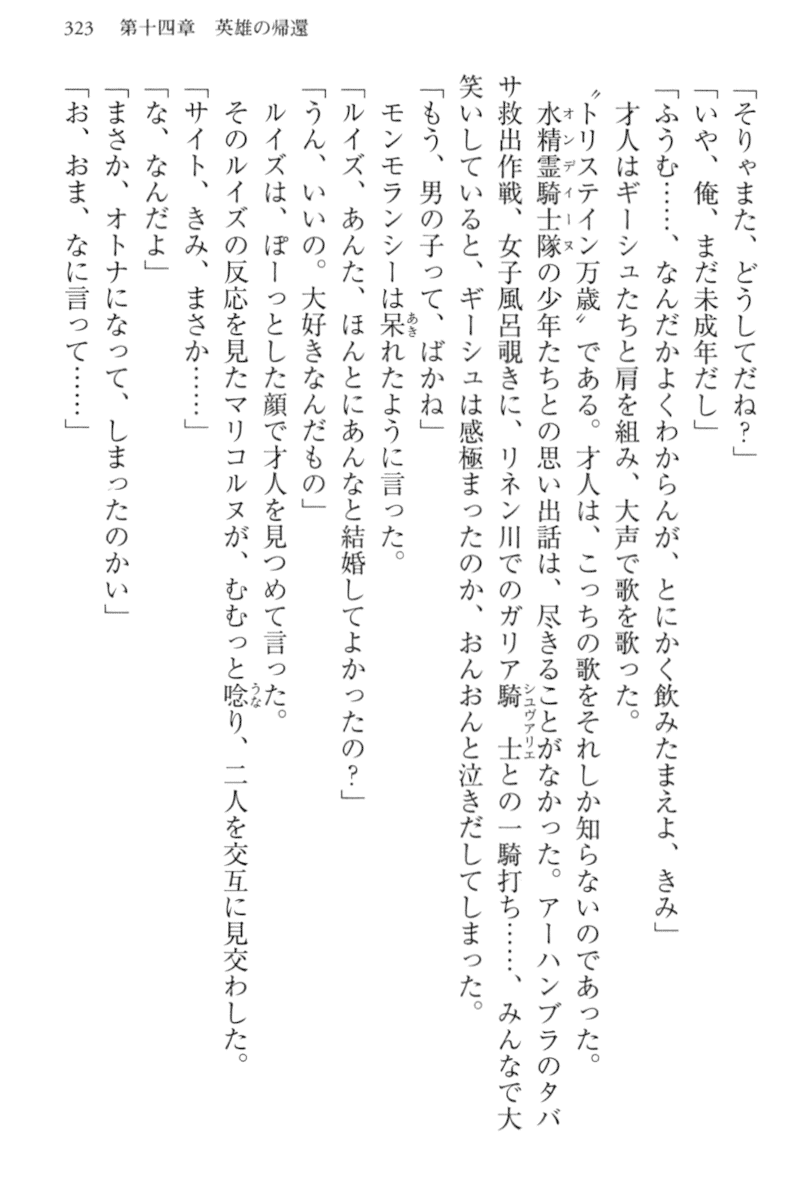 323　第十四章　英雄の帰還
「そりゃまた、どうしてだね？」
「いや、俺、まだ未成年だし」
「ふうむ……、なんだかよくわからんが、とにかく飲みたまえよ、きみ」
　才人はギーシュたちと肩を組み、大声で歌を歌った。
〝トリステイン万歳〟である。才人は、こっちの歌をそれしか知らないのであった。
　水精霊騎士隊の少年たちとの思い出話は、尽きることがなかった。アーハンブラのタバ
オンディーヌ
サ救出作戦、女子風呂覗きに、リネン川でのガリア騎士との一騎打ち……、みんなで大
シュヴァリエ
笑いしていると、ギーシュは感極まったのか、おんおんと泣きだしてしまった。
「もう、男の子って、ばかね」
　モンモランシーは呆れたように言った。
あき
「ルイズ、あんた、ほんとにあんなと結婚してよかったの？」
「うん、いいの。大好きなんだもの」
　ルイズは、ぽーっとした顔で才人を見つめて言った。
　そのルイズの反応を見たマリコルヌが、むむっと唸り、二人を交互に見交わした。
うな
「サイト、きみ、まさか……」
「な、なんだよ」
「まさか、オトナになって、しまったのかい」
「お、おま、なに言って……」